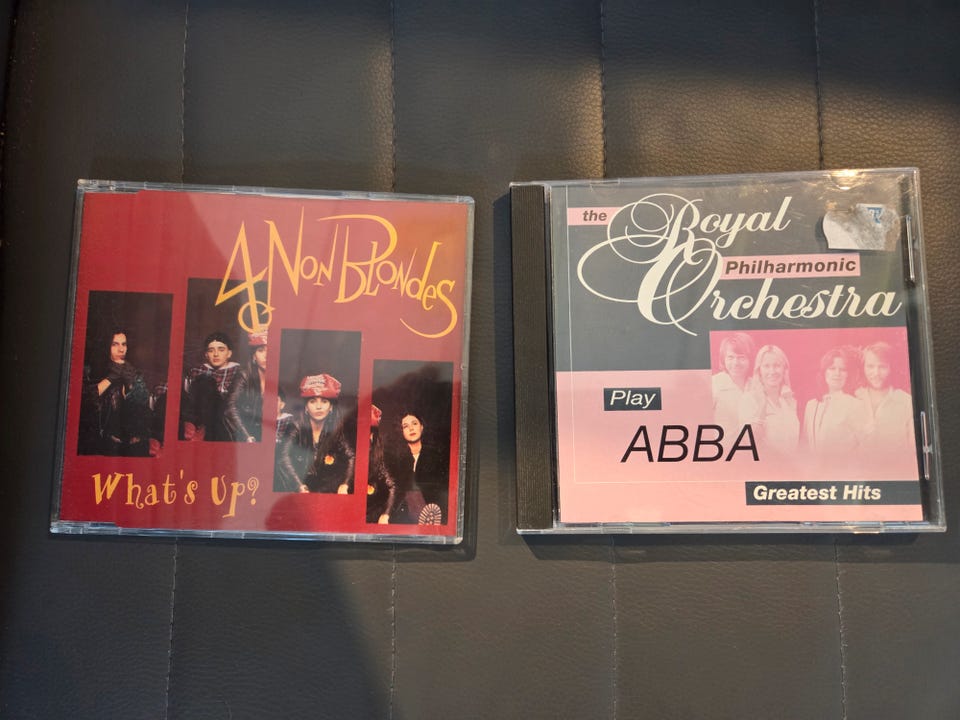 4 Non Blondes
What's Up?
the Royal
Philharmonic
Orchestra
Play
ABBA
Greatest Hits